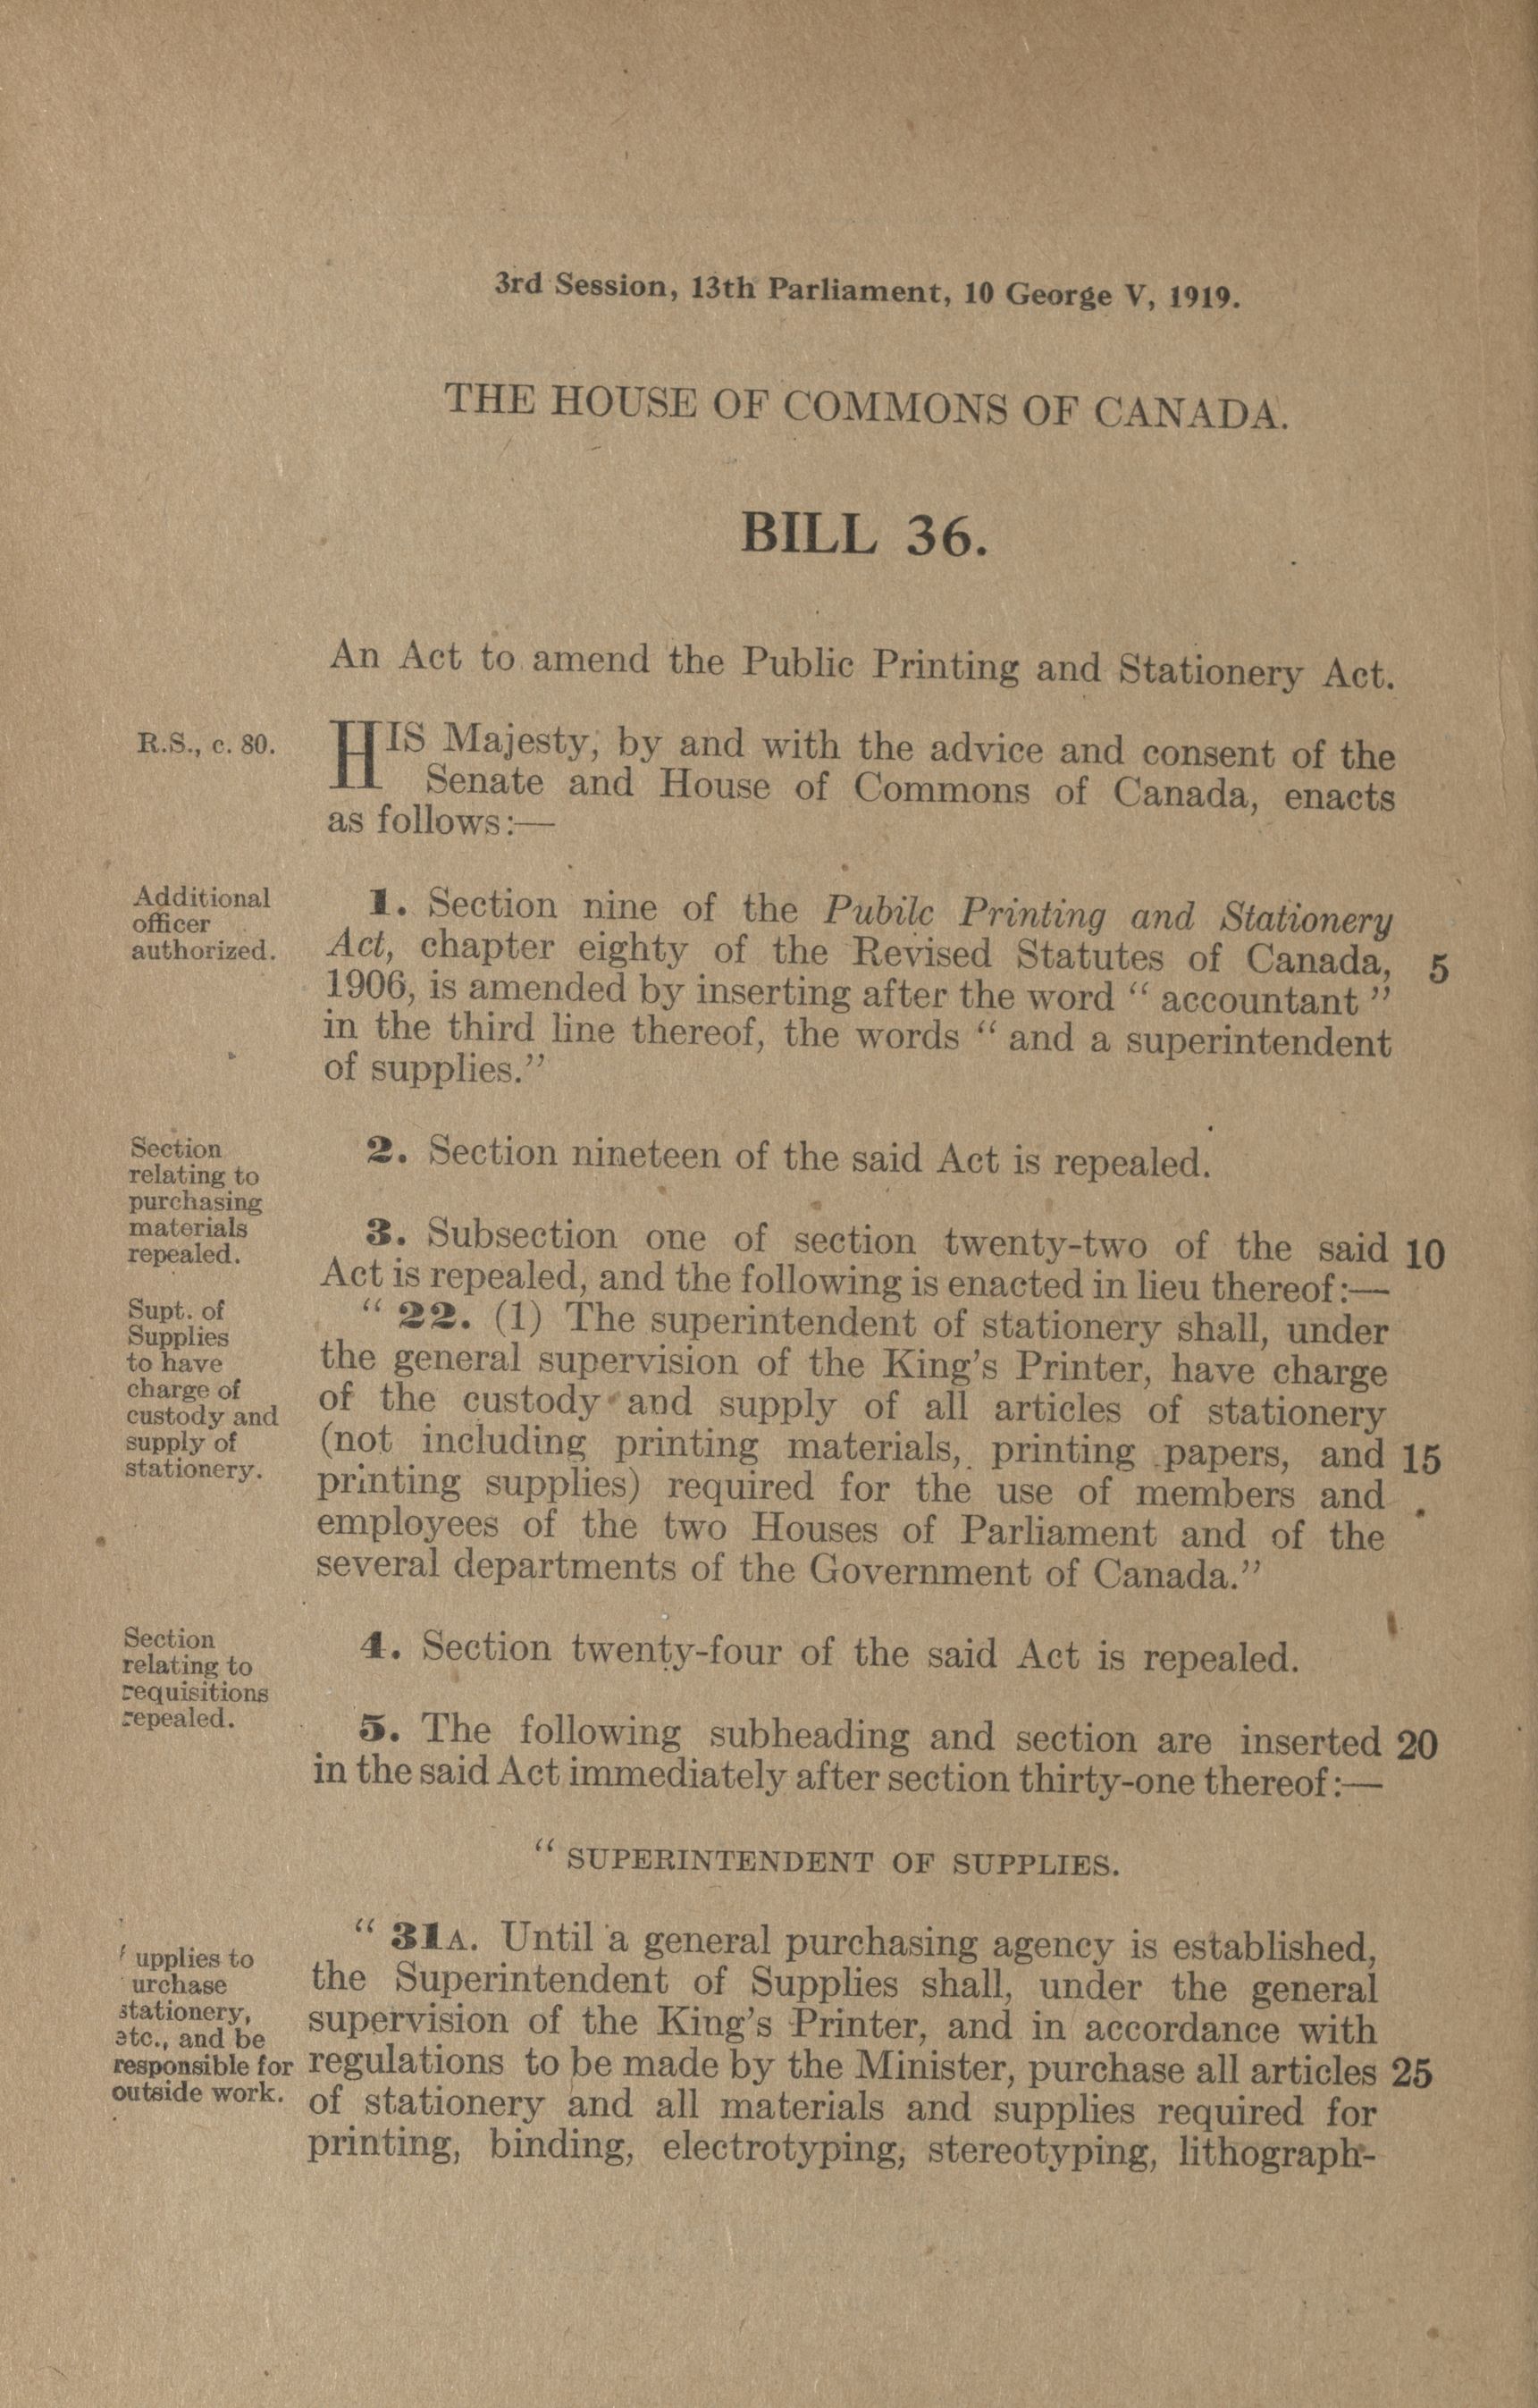 3rd Session, 13th Parliament, 10 George V, 1919.
THE HOUSE OF COMMONS OF CANADA.
BILL 36.
An Act to amend the Public Printing and Stationery Act.
R.S., c. 80.
HIS Majesty, by and with the advice and consent of the
Senate and House of Commons of Canada, enacts
as follows:—
Additional
officer
authorized.
1. Section nine of the Pubilc Printing and Stationery
Act, chapter eighty of the Revised Statutes of Canada, 5
1906, is amended by inserting after the word “ accountant ”
in the third line thereof, the words “ and a superintendent
of supplies.”
Section
relating to
purchasing
materials
repealed.
2. Section nineteen of the said Act is repealed.
3. Subsection one of section twenty-two of the said 10
Act is repealed, and the following is enacted in lieu thereof:—
Supt. of
Supplies
to have
charge of
custody and
supply of
stationery.
“ 22. (1) The superintendent of stationery shall, under
the general supervision of the King’s Printer, have charge
of the custody and supply of all articles of stationery
(not including printing materials, printing papers, and 15
printing supplies) required for the use of members and
employees of the two Houses of Parliament and of the
several departments of the Government of Canada.”
Section
relating to
requisitions
repealed.
4. Section twenty-four of the said Act is repealed.
5. The following subheading and section are inserted 20
in the said Act immediately after section thirty-one thereof:—
“ SUPERINTENDENT OF SUPPLIES.
upplies to
urchase
stationery,
etc., and be
responsible for
outside work.
“ 31A. Until a general purchasing agency is established,
the Superintendent of Supplies shall, under the general
supervision of the King’s Printer, and in accordance with
regulations to be made by the Minister, purchase all articles 25
of stationery and all materials and supplies required for
printing, binding, electrotyping, stereotyping, lithograph-